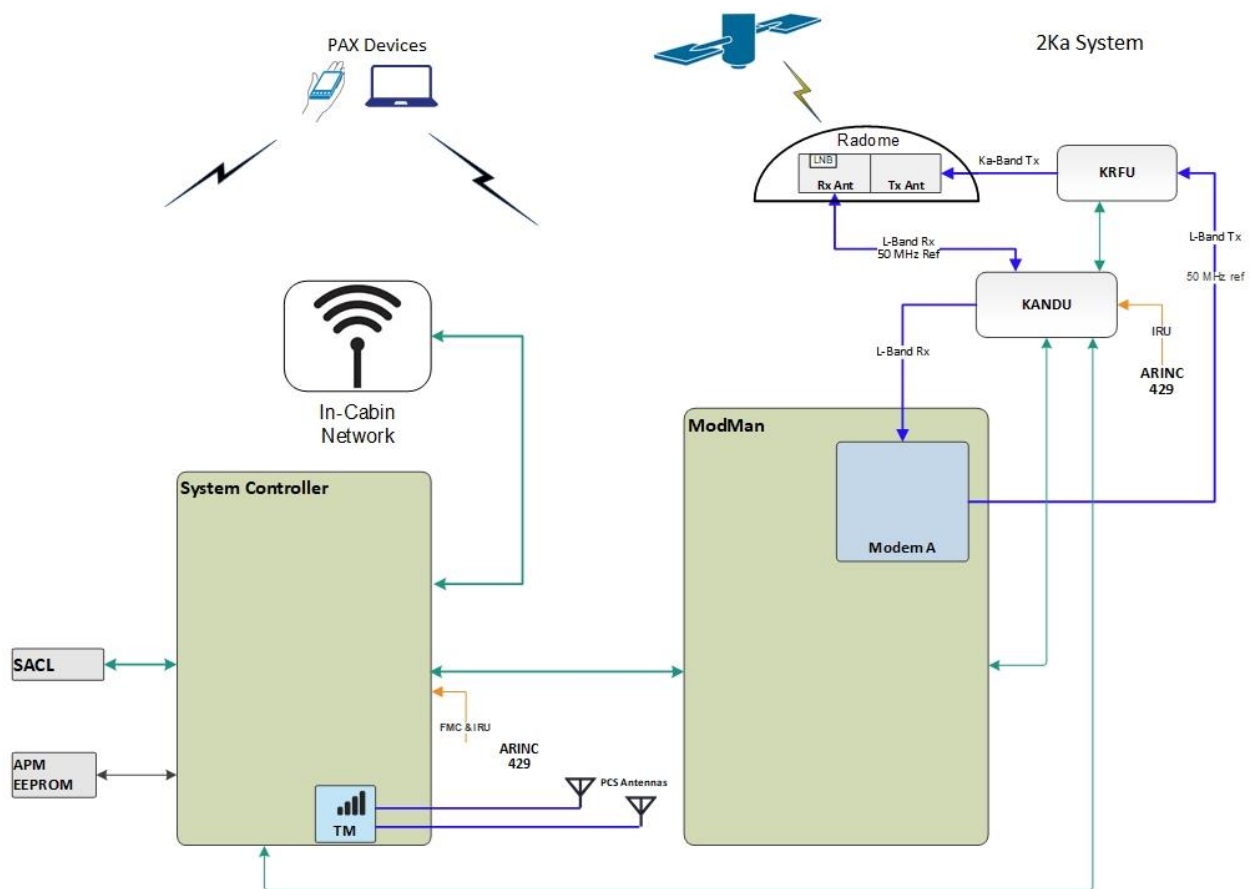 PAX Devices
2Ka System
Radome
LNB
Rx Ant
Tx Ant
Ka-Band Tx
KRFU
L-Band Rx
50 MHz Ref
L-Band Tx
50 MHz ref
KANDU
IRU
ARINC
429
L-Band Rx
In-Cabin
Network
ModMan
Modem A
System Controller
SACL
FMC & IRU
ARINC
429
APM
EEPROM
TM
PCS Antennas